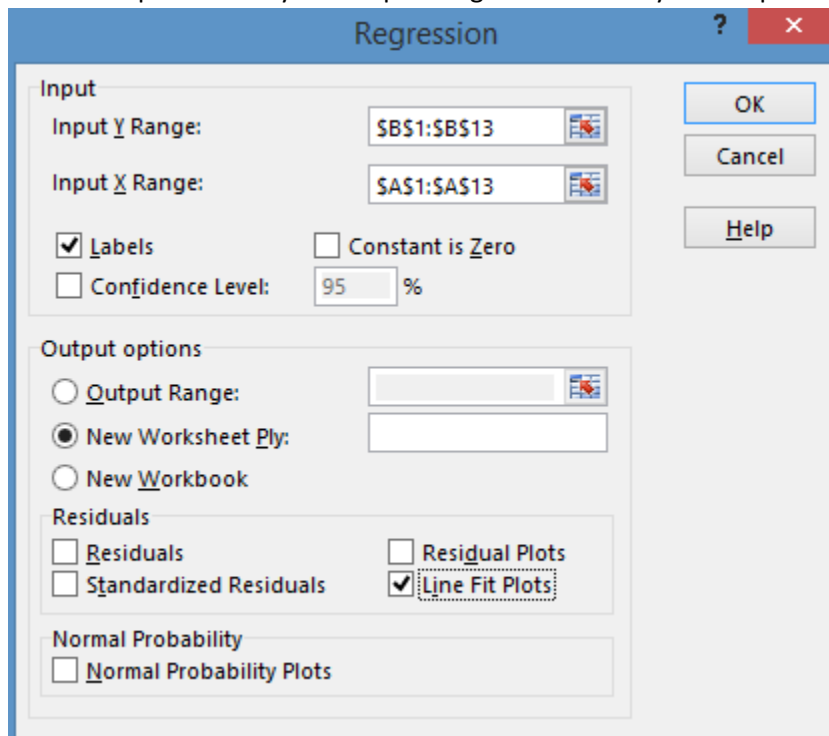 Regression ?
Input
Input Y Range: $B$1:$B$13
Input X Range: $A$1:$A$13
Labels Constant is Zero
Confidence Level: 95 %
OK
Cancel
Help
Output options
Output Range:
New Worksheet Ply:
New Workbook
Residuals
Residuals Residual Plots
Standardized Residuals Line Fit Plots
Normal Probability
Normal Probability Plots